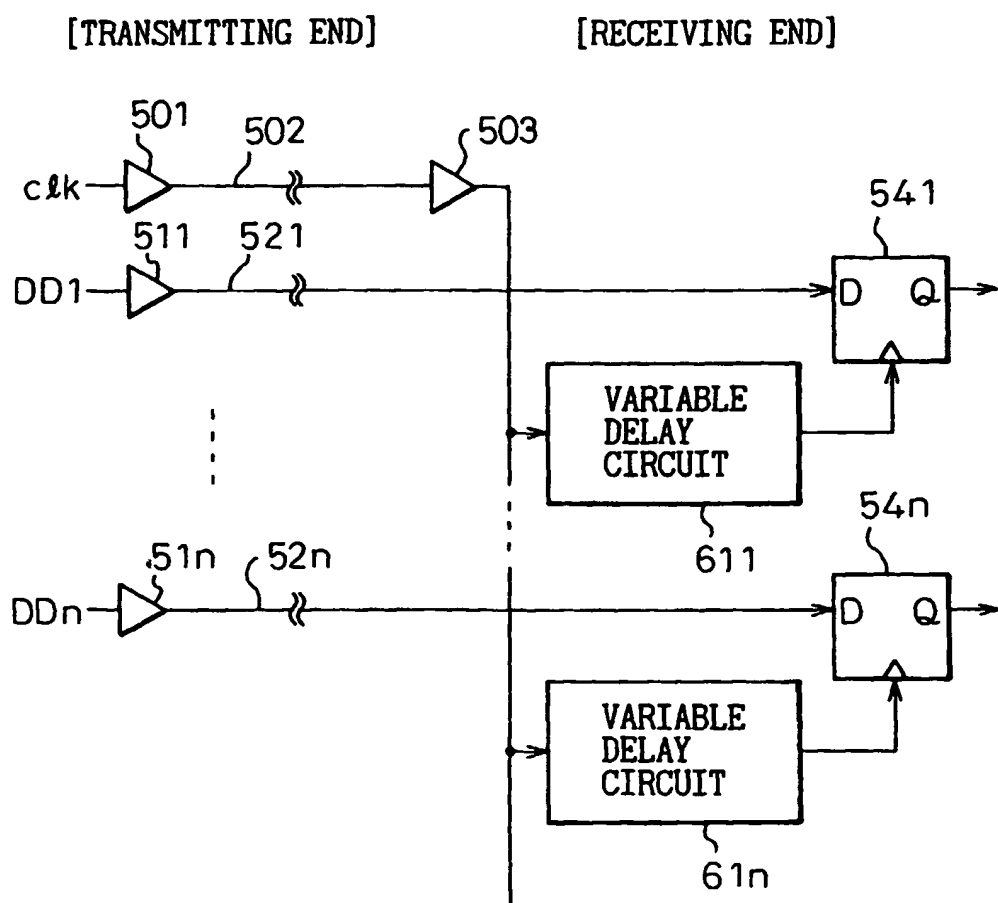 [TRANSMITTING END] [RECEIVING END]
501
502
503
clk
511
521
541
DD1
D Q
VARIABLE
DELAY
CIRCUIT
611
51n
52n
54n
DDn
D Q
VARIABLE
DELAY
CIRCUIT
61n